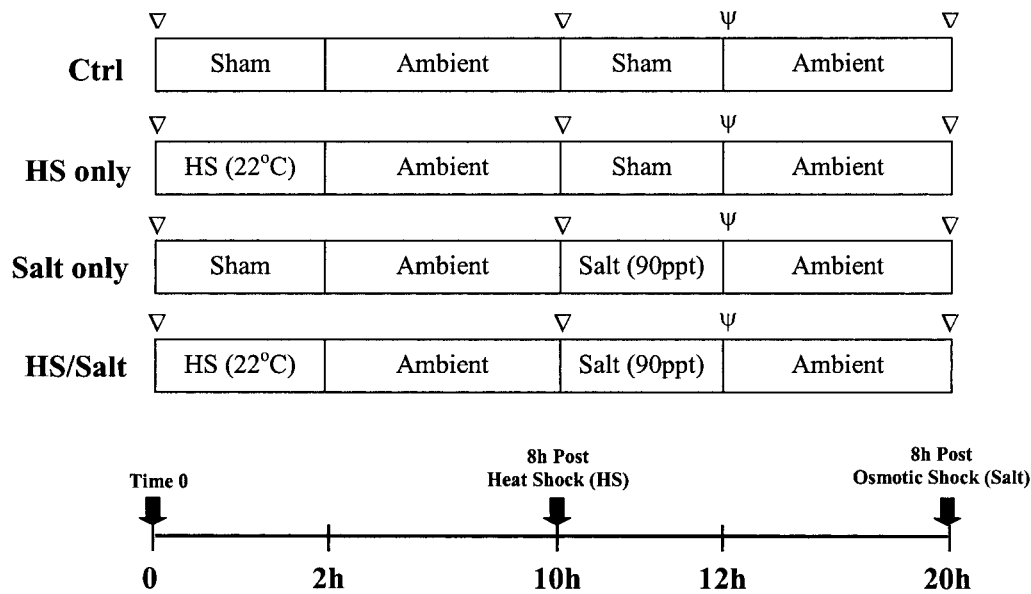 ▽ ▽ ψ ▽
Ctrl Sham Ambient Sham Ambient
▽ ▽ ψ ▽
HS only HS (22°C) Ambient Sham Ambient
▽ ▽ ψ ▽
Salt only Sham Ambient Salt (90ppt) Ambient
▽ ▽ ψ ▽
HS/Salt HS (22°C) Ambient Salt (90ppt) Ambient
Time 0
8h Post
Heat Shock (HS)
8h Post
Osmotic Shock (Salt)
0 2h 10h 12h 20h